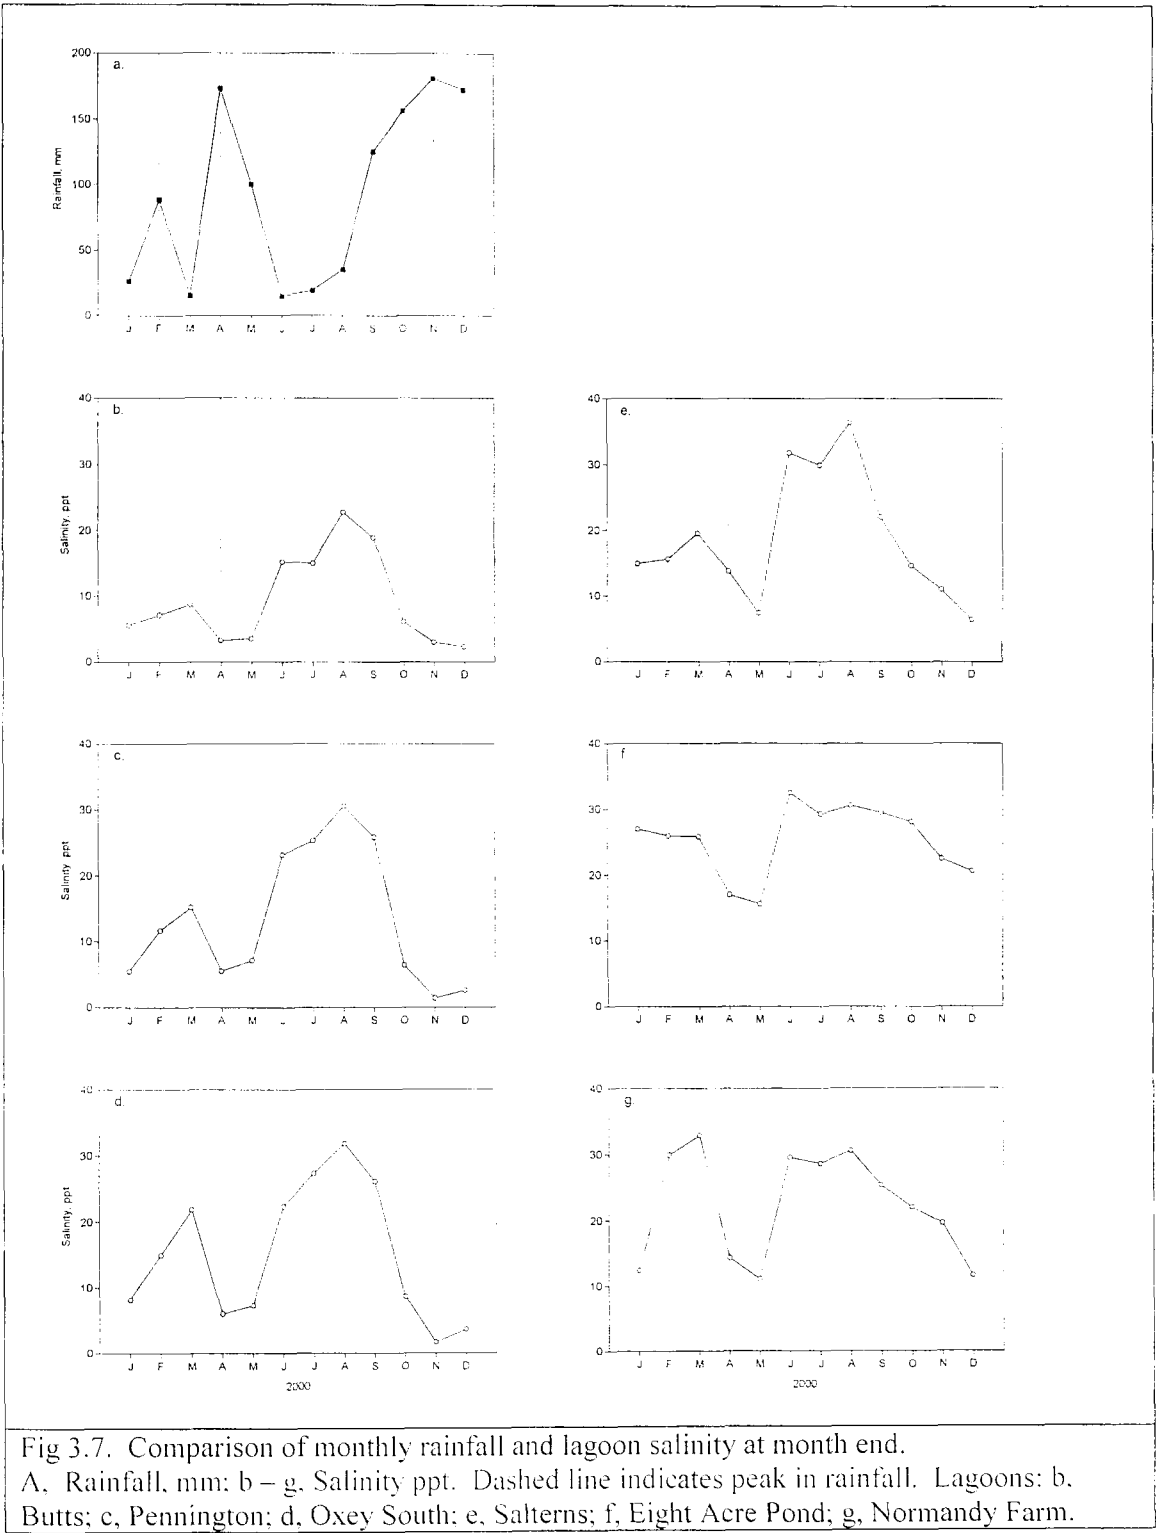 a.
200
150
100
50
0
Rainfall, mm
J F M A M J J A S O N D
b.
40
30
20
10
0
Salinity, ppt
J F M A M J J A S O N D
e.
40
30
20
10
0
J F M A M J J A S O N D
c.
40
30
20
10
0
Salinity, ppt
J F M A M J J A S O N D
f
40
30
20
10
0
J F M A M J J A S O N D
d.
40
30
20
10
0
Salinity, ppt
J F M A M J J A S O N D
2000
g.
40
30
20
10
0
J F M A M J J A S O N D
2000
Fig 3.7. Comparison of monthly rainfall and lagoon salinity at month end.
A, Rainfall, mm; b – g, Salinity ppt. Dashed line indicates peak in rainfall. Lagoons: b,
Butts; c, Pennington; d, Oxey South; e, Salterns; f, Eight Acre Pond; g, Normandy Farm.